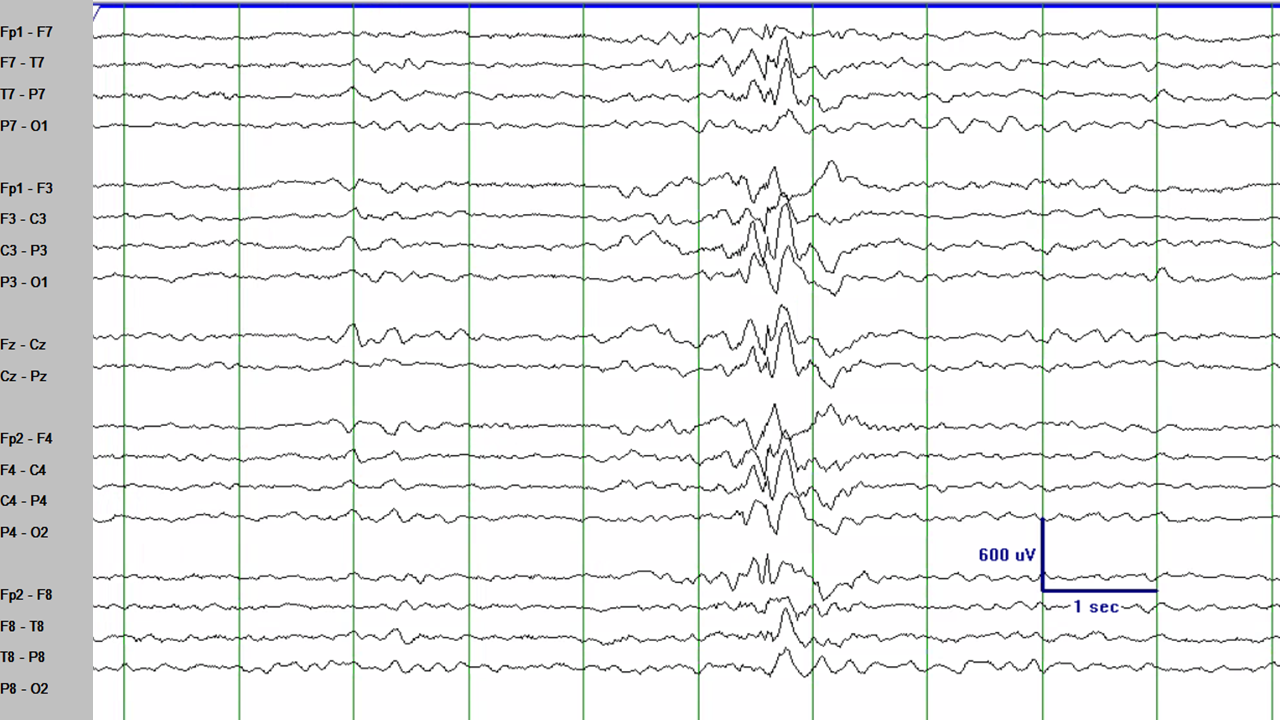 Fp1 - F7
F7 - T7
T7 - P7
P7 - O1
Fp1 - F3
F3 - C3
C3 - P3
P3 - O1
Fz - Cz
Cz - Pz
Fp2 - F4
F4 - C4
C4 - P4
P4 - O2
600 uV
Fp2 - F8
1 sec
F8 - T8
T8 - P8
P8 - O2